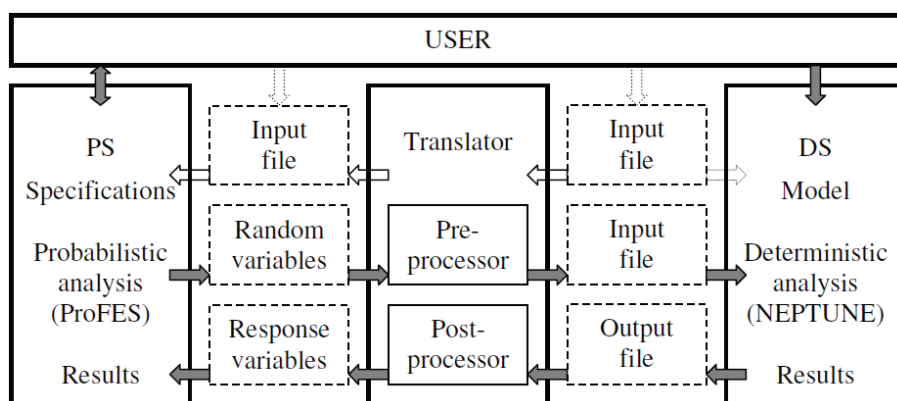 USER
PS
Specifications
Probabilistic
analysis
(ProFES)
Results
Input
file
Random
variables
Response
variables
Translator
Pre-
processor
Post-
processor
Input
file
Input
file
Output
file
DS
Model
Deterministic
analysis
(NEPTUNE)
Results